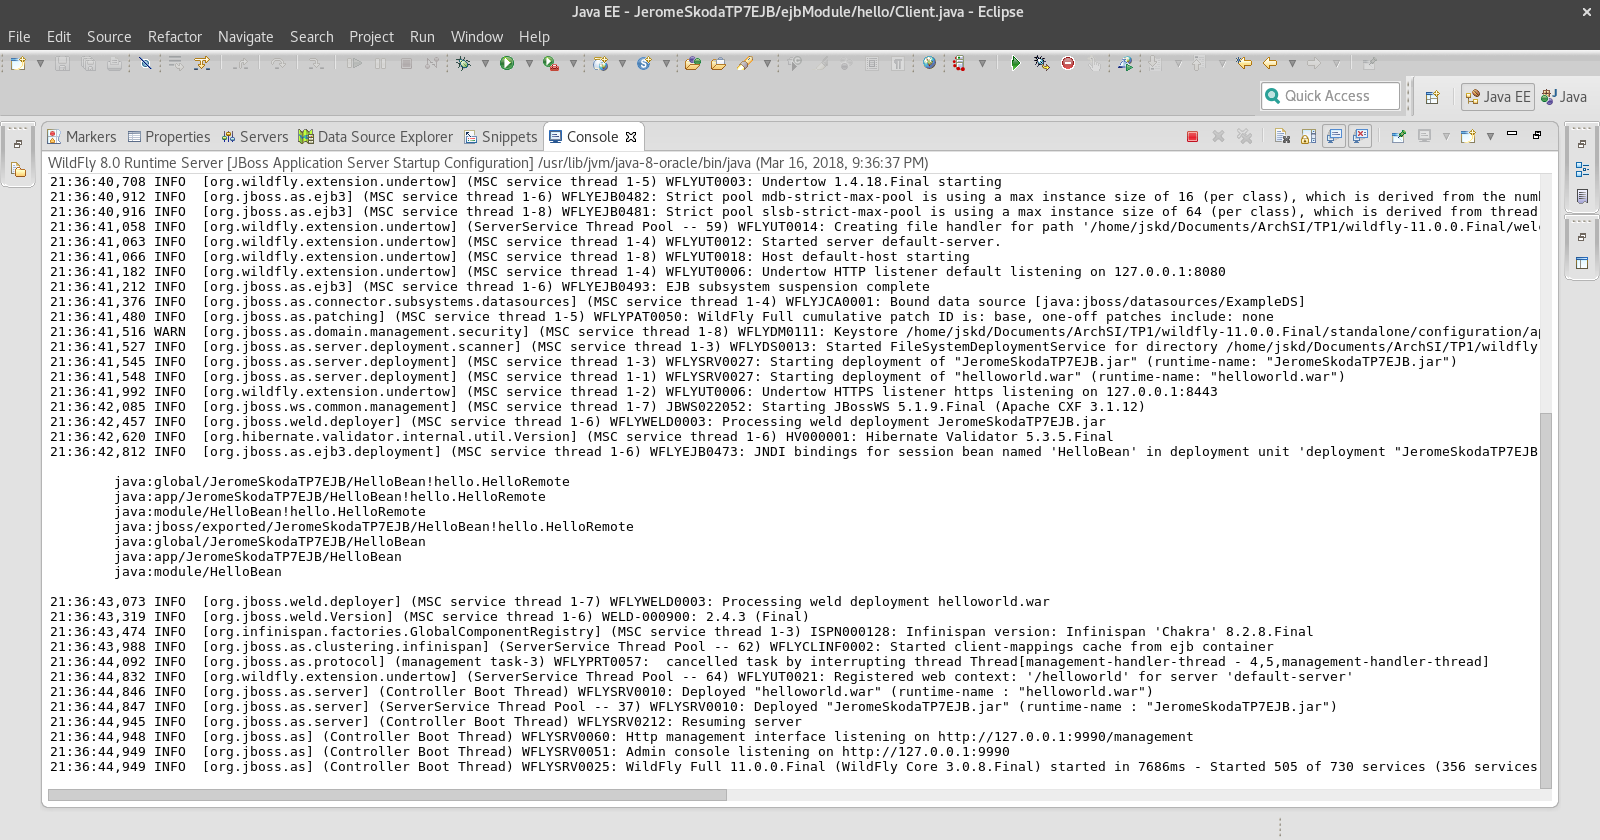 Java EE - JeromeSkodaTP7EJB/ejbModule/hello/Client.java - Eclipse
File Edit Source Refactor Navigate Search Project Run Window Help
Quick Access
Java EE
Java
Markers Properties Servers Data Source Explorer Snippets Console
WildFly 8.0 Runtime Server [JBoss Application Server Startup Configuration] /usr/lib/jvm/java-8-oracle/bin/java (Mar 16, 2018, 9:36:37 PM)
21:36:40,708 INFO  [org.wildfly.extension.undertow] (MSC service thread 1-5) WFLYUT0003: Undertow 1.4.18.Final starting
21:36:40,912 INFO  [org.jboss.as.ejb3] (MSC service thread 1-6) WFLYEJB0482: Strict pool mdb-strict-max-pool is using a max instance size of 16 (per class), which is derived from the num
21:36:40,916 INFO  [org.jboss.as.ejb3] (MSC service thread 1-8) WFLYEJB0481: Strict pool slsb-strict-max-pool is using a max instance size of 64 (per class), which is derived from thread
21:36:41,058 INFO  [org.wildfly.extension.undertow] (ServerService Thread Pool -- 59) WFLYUT0014: Creating file handler for path '/home/jskd/Documents/ArchSI/TP1/wildfly-11.0.0.Final/wel
21:36:41,063 INFO  [org.wildfly.extension.undertow] (MSC service thread 1-4) WFLYUT0012: Started server default-server.
21:36:41,066 INFO  [org.wildfly.extension.undertow] (MSC service thread 1-8) WFLYUT0018: Host default-host starting
21:36:41,182 INFO  [org.wildfly.extension.undertow] (MSC service thread 1-4) WFLYUT0006: Undertow HTTP listener default listening on 127.0.0.1:8080
21:36:41,212 INFO  [org.jboss.as.ejb3] (MSC service thread 1-6) WFLYEJB0493: EJB subsystem suspension complete
21:36:41,376 INFO  [org.jboss.as.connector.subsystems.datasources] (MSC service thread 1-4) WFLYJCA0001: Bound data source [java:jboss/datasources/ExampleDS]
21:36:41,480 INFO  [org.jboss.as.patching] (MSC service thread 1-5) WFLYPAT0050: WildFly Full cumulative patch ID is: base, one-off patches include: none
21:36:41,516 WARN  [org.jboss.as.domain.management.security] (MSC service thread 1-8) WFLYDM0111: Keystore /home/jskd/Documents/ArchSI/TP1/wildfly-11.0.0.Final/standalone/configuration/ap
21:36:41,527 INFO  [org.jboss.as.server.deployment.scanner] (MSC service thread 1-3) WFLYDS0013: Started FileSystemDeploymentService for directory /home/jskd/Documents/ArchSI/TP1/wildfly
21:36:41,545 INFO  [org.jboss.as.server.deployment] (MSC service thread 1-3) WFLYSRV0027: Starting deployment of "JeromeSkodaTP7EJB.jar" (runtime-name: "JeromeSkodaTP7EJB.jar")
21:36:41,548 INFO  [org.jboss.as.server.deployment] (MSC service thread 1-1) WFLYSRV0027: Starting deployment of "helloworld.war" (runtime-name: "helloworld.war")
21:36:41,992 INFO  [org.wildfly.extension.undertow] (MSC service thread 1-2) WFLYUT0006: Undertow HTTPS listener https listening on 127.0.0.1:8443
21:36:42,085 INFO  [org.jboss.ws.common.management] (MSC service thread 1-7) JBWS022052: Starting JBossWS 5.1.9.Final (Apache CXF 3.1.12)
21:36:42,457 INFO  [org.jboss.weld.deployer] (MSC service thread 1-6) WFLYWELD0003: Processing weld deployment JeromeSkodaTP7EJB.jar
21:36:42,620 INFO  [org.hibernate.validator.internal.util.Version] (MSC service thread 1-6) HV000001: Hibernate Validator 5.3.5.Final
21:36:42,812 INFO  [org.jboss.as.ejb3.deployment] (MSC service thread 1-6) WFLYEJB0473: JNDI bindings for session bean named 'HelloBean' in deployment unit 'deployment "JeromeSkodaTP7EJB
java:global/JeromeSkodaTP7EJB/HelloBean!hello.HelloRemote
java:app/JeromeSkodaTP7EJB/HelloBean!hello.HelloRemote
java:module/HelloBean!hello.HelloRemote
java:jboss/exported/JeromeSkodaTP7EJB/HelloBean!hello.HelloRemote
java:global/JeromeSkodaTP7EJB/HelloBean
java:app/JeromeSkodaTP7EJB/HelloBean
java:module/HelloBean
21:36:43,073 INFO  [org.jboss.weld.deployer] (MSC service thread 1-7) WFLYWELD0003: Processing weld deployment helloworld.war
21:36:43,319 INFO  [org.jboss.weld.Version] (MSC service thread 1-6) WELD-000900: 2.4.3 (Final)
21:36:43,474 INFO  [org.infinispan.factories.GlobalComponentRegistry] (MSC service thread 1-3) ISPN000128: Infinispan version: Infinispan 'Chakra' 8.2.8.Final
21:36:43,988 INFO  [org.jboss.as.clustering.infinispan] (ServerService Thread Pool -- 62) WFLYCLINF0002: Started client-mappings cache from ejb container
21:36:44,092 INFO  [org.jboss.as.protocol] (management task-3) WFLYPRT0057:  cancelled task by interrupting thread Thread[management-handler-thread - 4,5,management-handler-thread]
21:36:44,832 INFO  [org.wildfly.extension.undertow] (ServerService Thread Pool -- 64) WFLYUT0021: Registered web context: '/helloworld' for server 'default-server'
21:36:44,846 INFO  [org.jboss.as.server] (Controller Boot Thread) WFLYSRV0010: Deployed "helloworld.war" (runtime-name : "helloworld.war")
21:36:44,847 INFO  [org.jboss.as.server] (ServerService Thread Pool -- 37) WFLYSRV0010: Deployed "JeromeSkodaTP7EJB.jar" (runtime-name : "JeromeSkodaTP7EJB.jar")
21:36:44,945 INFO  [org.jboss.as.server] (Controller Boot Thread) WFLYSRV0212: Resuming server
21:36:44,948 INFO  [org.jboss.as] (Controller Boot Thread) WFLYSRV0060: Http management interface listening on http://127.0.0.1:9990/management
21:36:44,949 INFO  [org.jboss.as] (Controller Boot Thread) WFLYSRV0051: Admin console listening on http://127.0.0.1:9990
21:36:44,949 INFO  [org.jboss.as] (Controller Boot Thread) WFLYSRV0025: WildFly Full 11.0.0.Final (WildFly Core 3.0.8.Final) started in 7686ms - Started 505 of 730 services (356 services